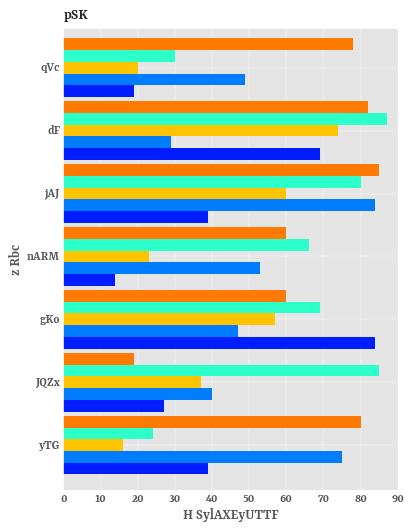 pSK
qVc
dF
jAJ
nARM
gKo
JQZx
yTG
z Rbc
0 10 20 30 40 50 60 70 80 90
H SylAXEyUTTF